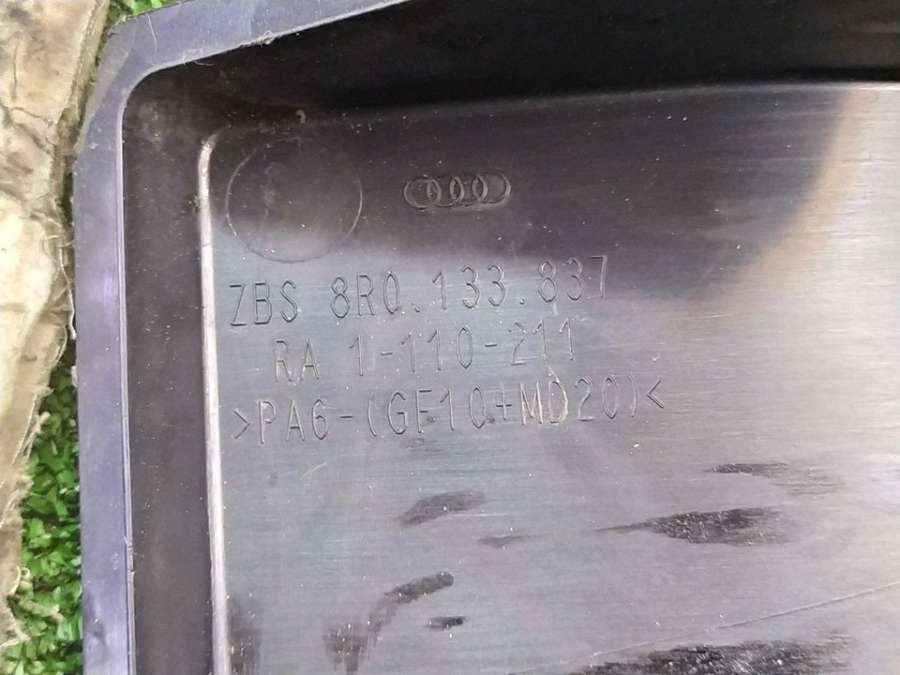 ZBS 8R0.133.837
RA 1-110-211
>PA6-(GF10+MD20)<